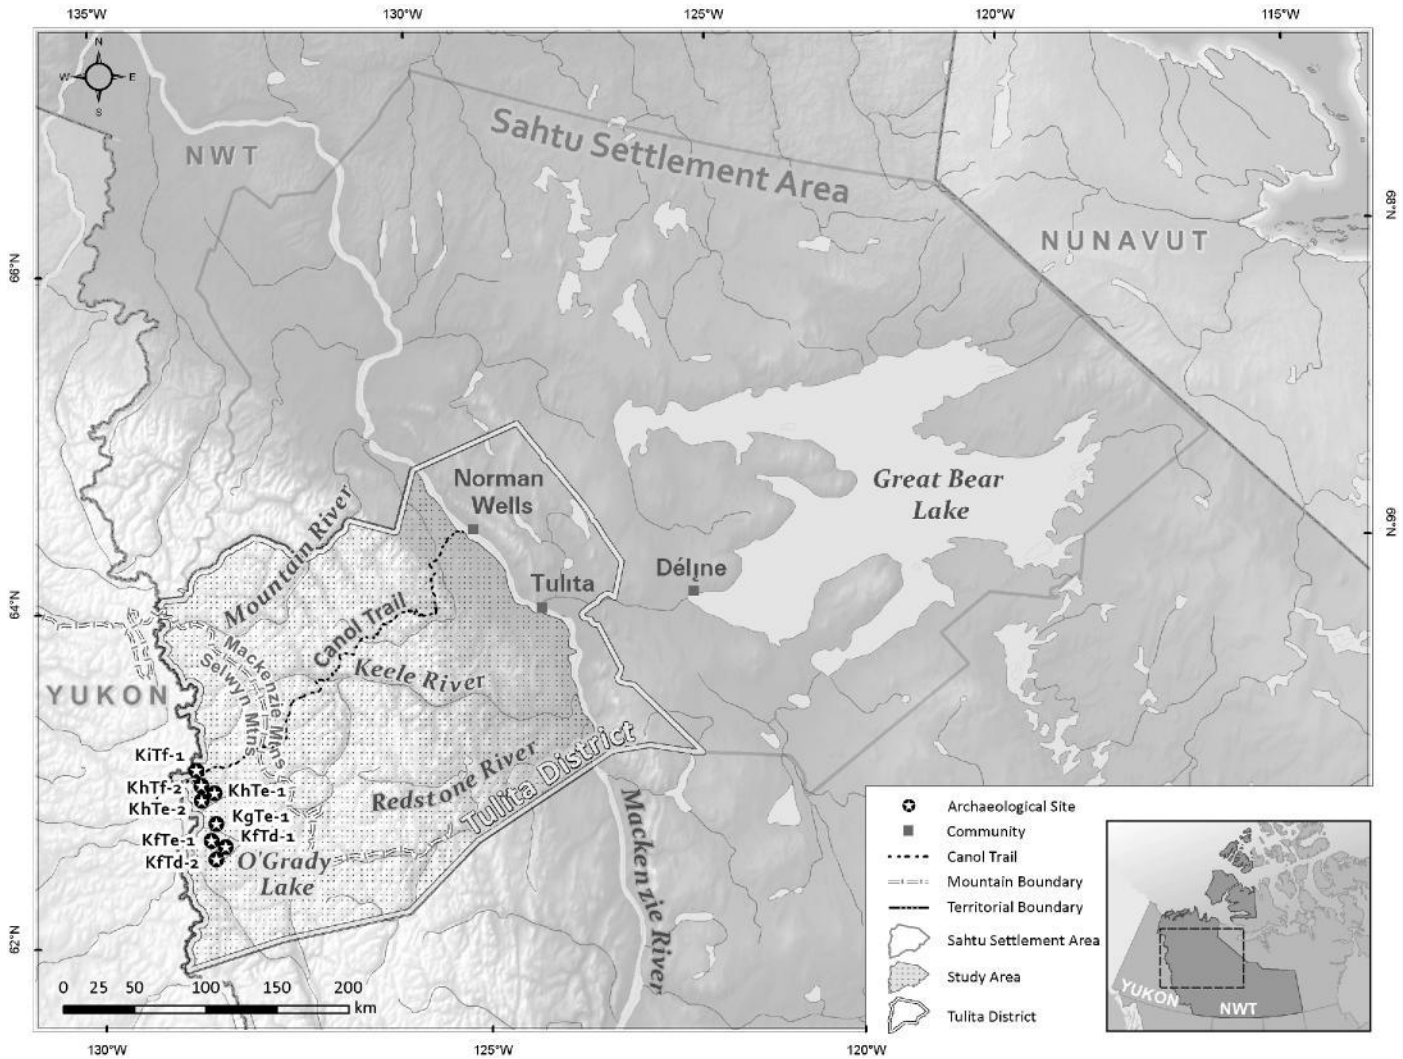 135°W
130°W
125°W
120°W
115°W
N
W
E
S
NWT
Sahtu Settlement Area
68°N
NUNAVUT
66°N
Great Bear
Lake
Norman
Wells
66°N
Mountain River
Délı̨ne
Tulita
64°N
Canol Trail
Mackenzie Mtns
Selwyn Mtns
Keele River
YUKON
KiTf-1
KhTf-2
KhTe-1
KhTe-2
KgTe-1
KfTe-1
KfTd-1
KfTd-2
O'Grady
Lake
Redstone River
Tulita District
Mackenzie River
62°N
0 25 50 100 150 200
km
Archaeological Site
Community
Canol Trail
Mountain Boundary
Territorial Boundary
Sahtu Settlement Area
Study Area
Tulita District
YUKON
NWT
130°W
125°W
120°W